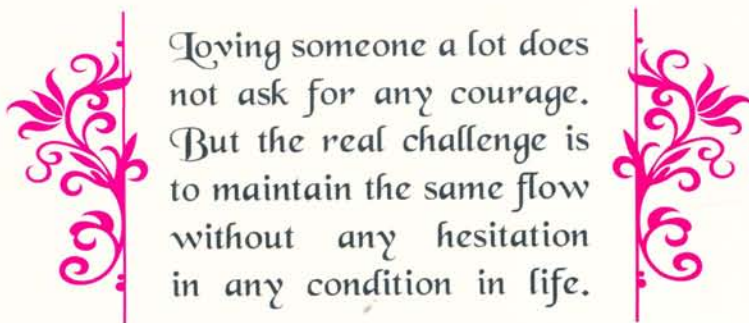 Loving someone a lot does
not ask for any courage.
But the real challenge is
to maintain the same flow
without any hesitation
in any condition in life.